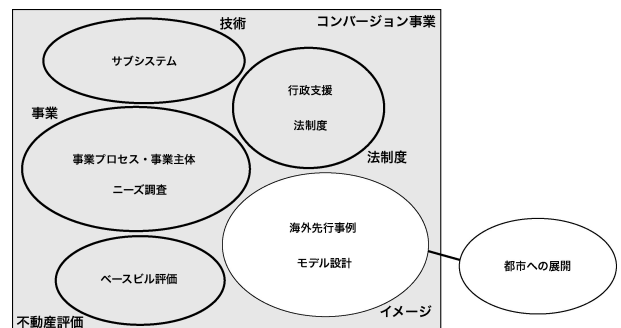 技術
コンバージョン事業
サブシステム
行政支援
法制度
事業
法制度
事業プロセス・事業主体
ニーズ調査
海外先行事例
モデル設計
都市への展開
ベースビル評価
イメージ
不動産評価